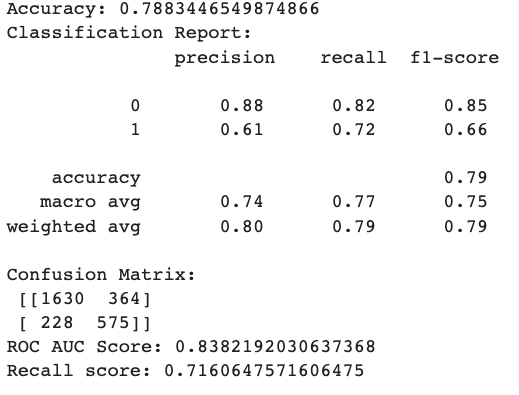 Accuracy: 0.7883446549874866
Classification Report:
precision recall f1-score
0 0.88 0.82 0.85
1 0.61 0.72 0.66
accuracy 0.79
macro avg 0.74 0.77 0.75
weighted avg 0.80 0.79 0.79
Confusion Matrix:
[[1630 364]
[ 228 575]]
ROC AUC Score: 0.8382192030637368
Recall score: 0.7160647571606475